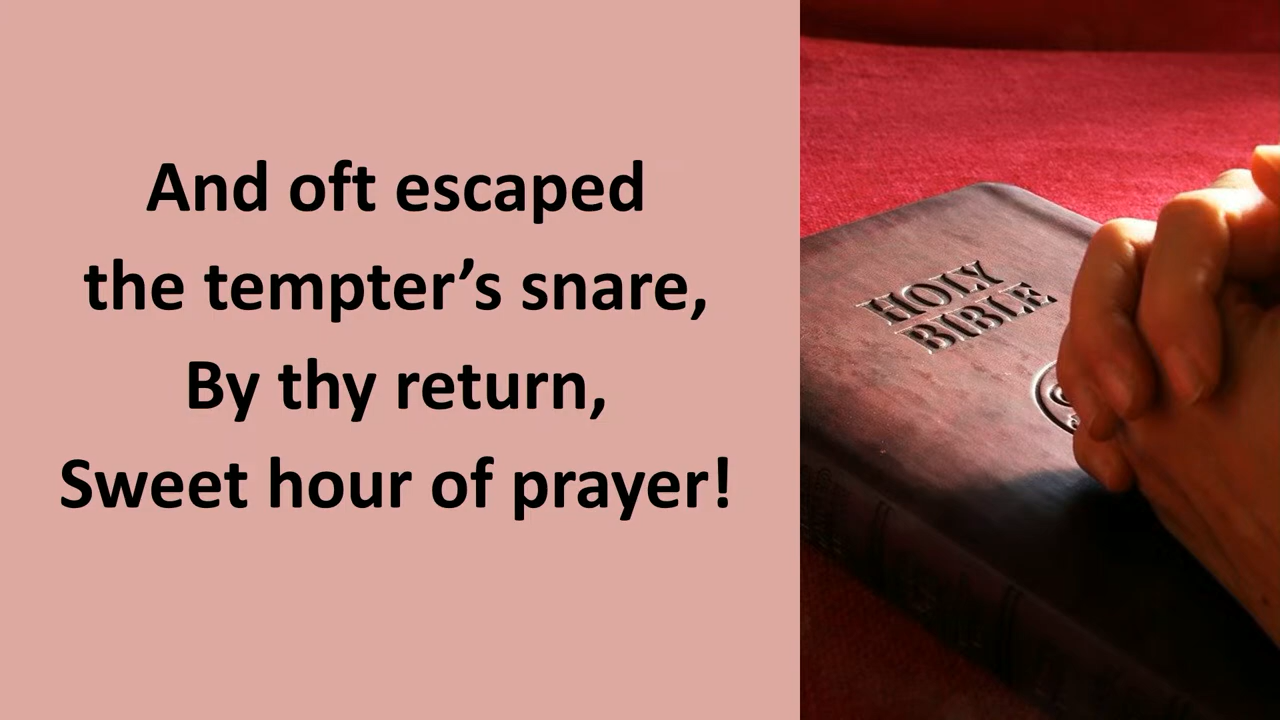 And oft escaped
the tempter’s snare,
By thy return,
Sweet hour of prayer!
HOLY
BIBLE